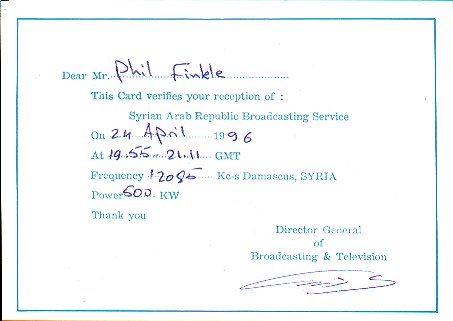 Dear Mr. Phil Finkle
This Card verifies your reception of :
Syrian Arab Republic Broadcasting Service
On 24 April 1996
At 19.55 - 21.11 GMT
Frequency 12085 Kc-s Damascus, SYRIA
Power 500 KW
Thank you
Director General
of
Broadcasting & Television